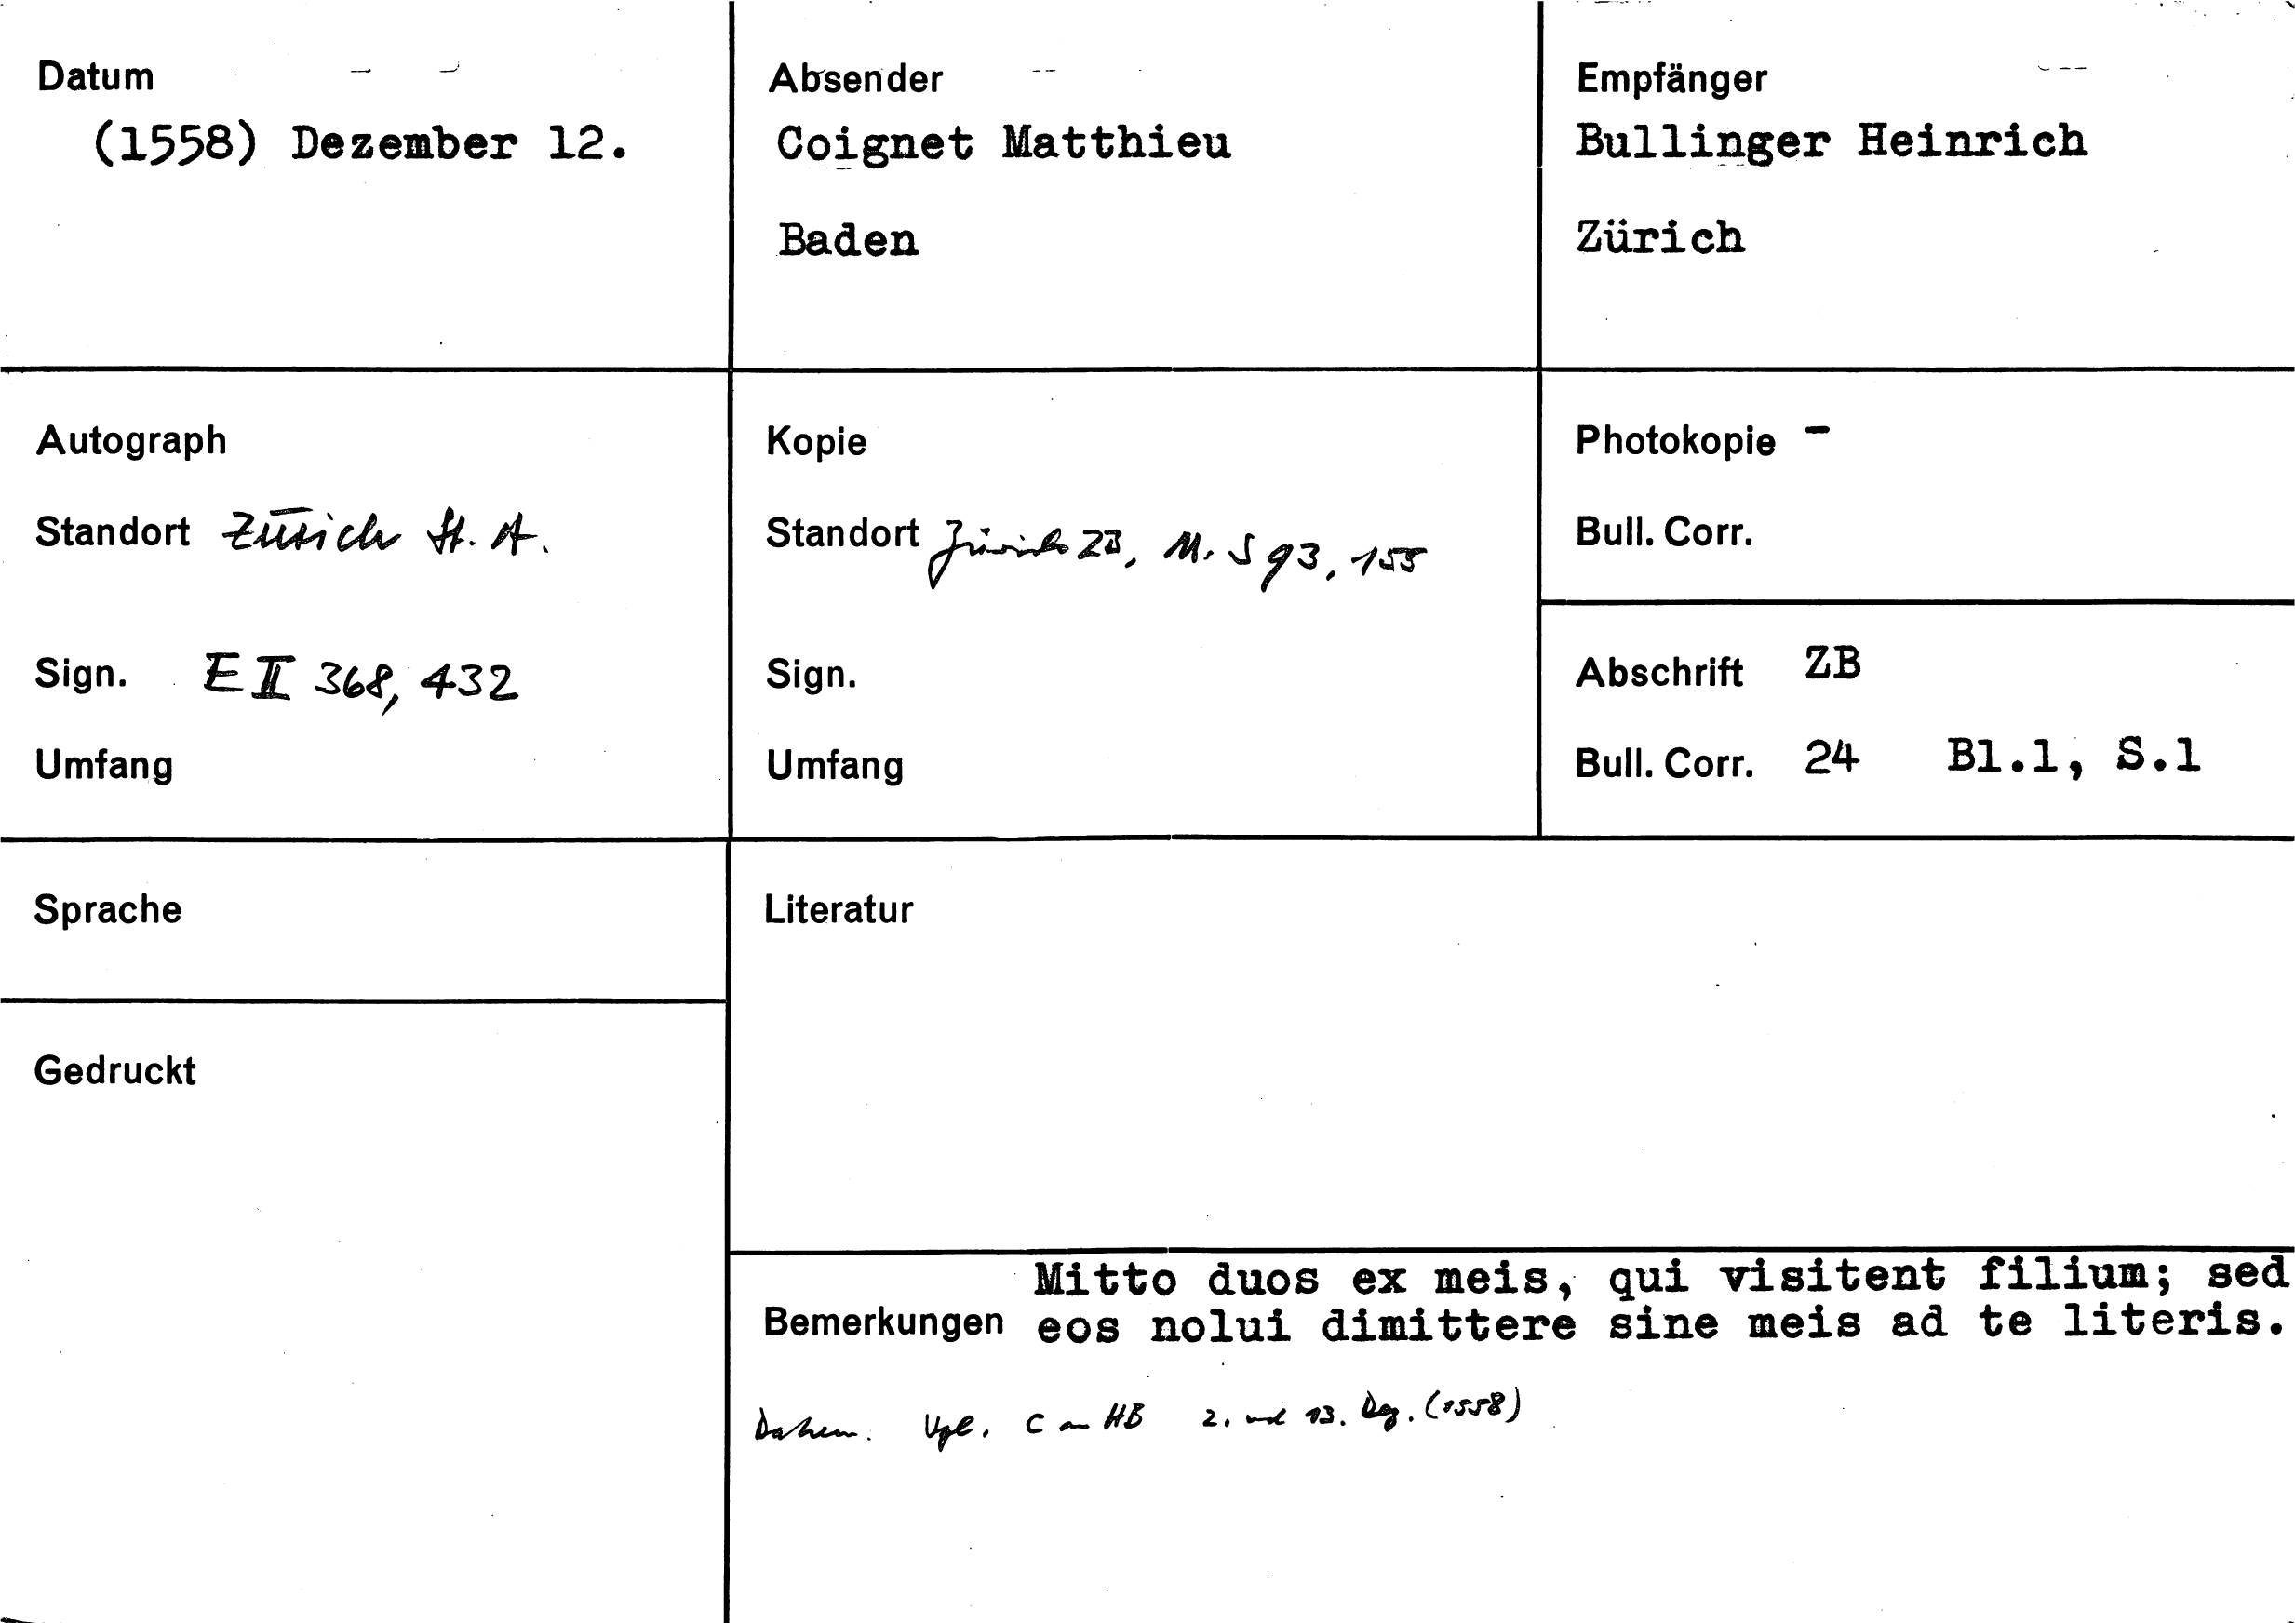 Datum
(1558) Dezember 12.
Absender
Coignet Matthieu
Baden
Empfänger
Bullinger Heinrich
Zürich
Autograph
Standort Zürich St. A.
Sign. E II 368, 432
Umfang
Kopie
Standort Zürich ZB, M. S 93, 155
Sign.
Umfang
Photokopie -
Bull. Corr.
Abschrift ZB
Bull. Corr. 24 Bl.1, S.1
Sprache
Gedruckt
Literatur
Bemerkungen
Mitto duos ex meis, qui visitent filium; sed
eos nolui dimittere sine meis ad te literis.
Datum. Vgl. C an HB 2. und 13. Dez. (1558)